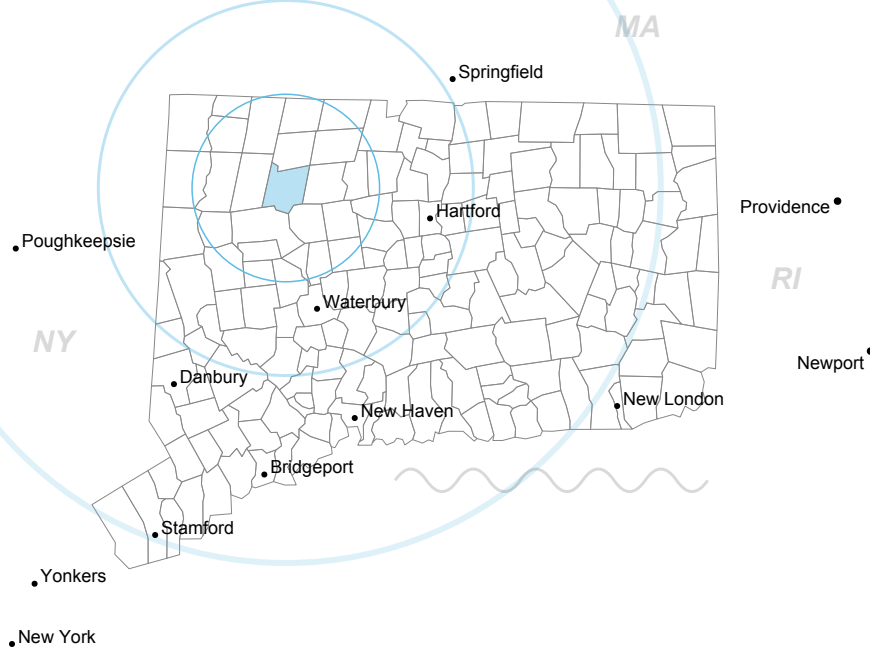 MA
Springfield
Hartford
Providence
Poughkeepsie
RI
Waterbury
NY
Newport
Danbury
New London
New Haven
Bridgeport
Stamford
Yonkers
New York